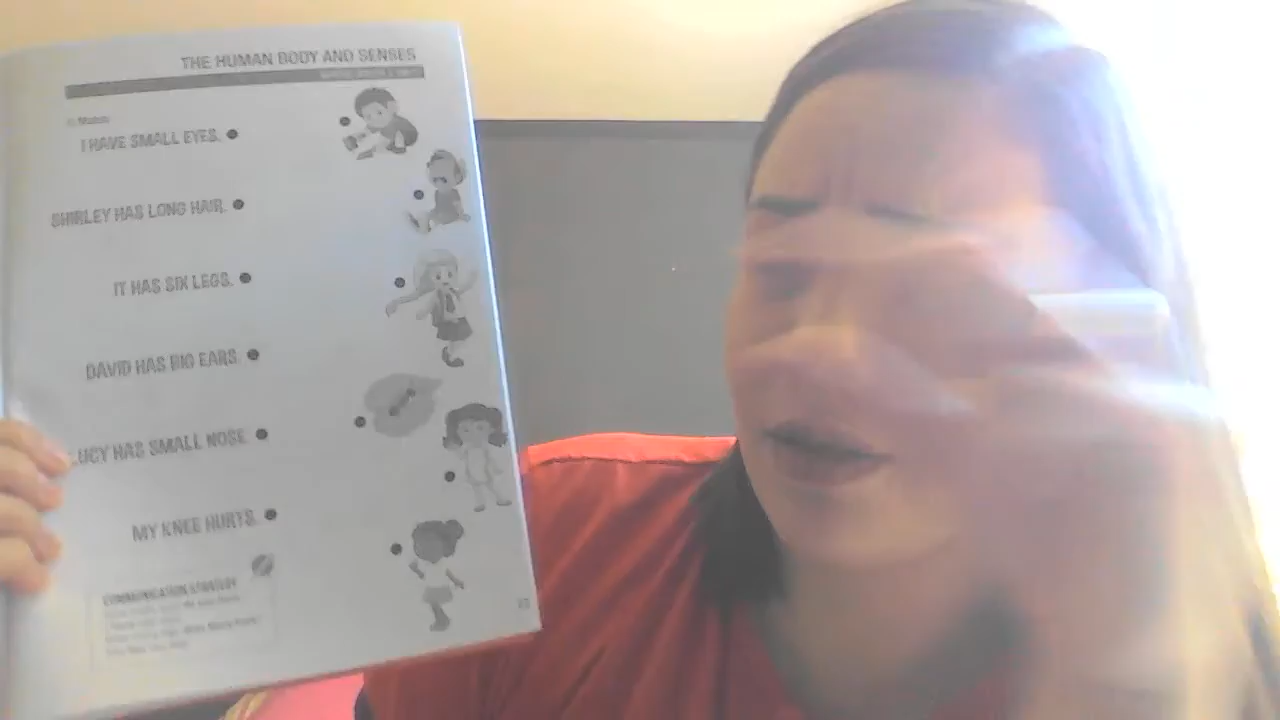 THE HUMAN BODY AND SENSES
Match
I HAVE SMALL EYES.
SHIRLEY HAS LONG HAIR.
IT HAS SIX LEGS.
DAVID HAS BIG EARS.
LUCY HAS SMALL NOSE.
MY KNEE HURTS.
COMMUNICATION STRATEGY